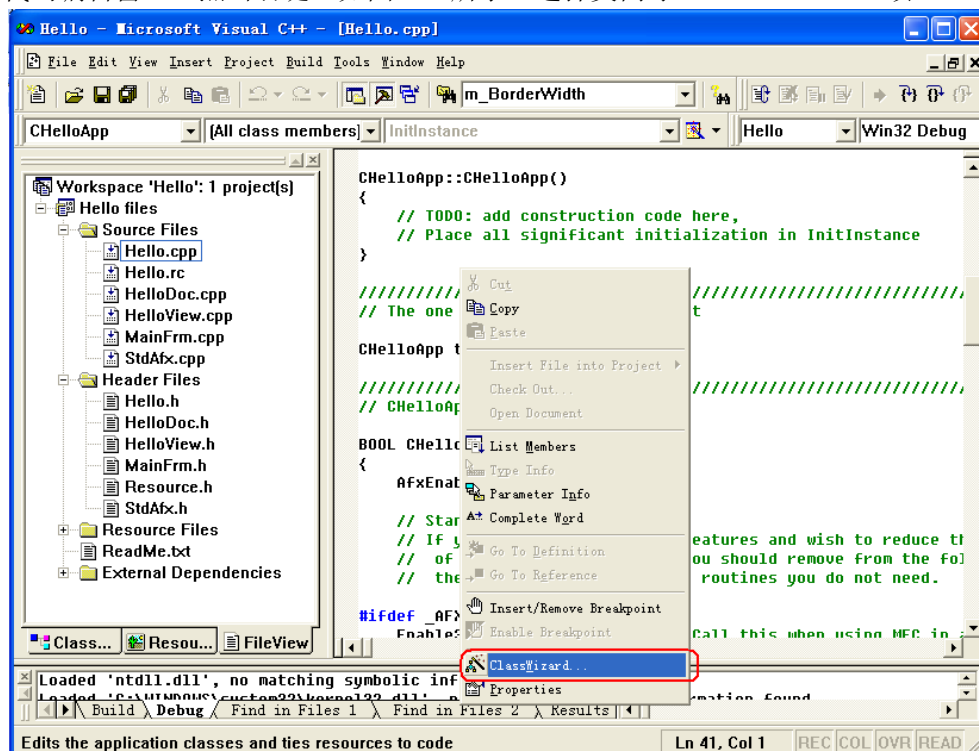 Hello - Microsoft Visual C++ - [Hello.cpp]
File Edit View Insert Project Build Tools Window Help
m_BorderWidth
CHelloApp [All class members] InitInstance Hello Win32 Debug
Workspace 'Hello': 1 project(s)
Hello files
Source Files
Hello.cpp
Hello.rc
HelloDoc.cpp
HelloView.cpp
MainFrm.cpp
StdAfx.cpp
Header Files
Hello.h
HelloDoc.h
HelloView.h
MainFrm.h
Resource.h
StdAfx.h
Resource Files
ReadMe.txt
External Dependencies
Class... Resou... FileView
CHelloApp::CHelloApp()
{
// TODO: add construction code here,
// Place all significant initialization in InitInstance
}
// The one t
CHelloApp t
// CHelloAp
BOOL CHello
{
AfxEnab
// Star
// If y eatures and wish to reduce th
// of ou should remove from the fol
// the routines you do not need.
#ifdef _AFX
Call this when using MFC in
Cut
Copy
Paste
Insert File into Project
Check Out...
Open Document
List Members
Type Info
Parameter Info
Complete Word
Go To Definition
Go To Reference
Insert/Remove Breakpoint
Enable Breakpoint
ClassWizard...
Properties
Loaded 'ntdll.dll', no matching symbolic inf
Build Debug Find in Files 1 Find in Files 2 Results
Edits the application classes and ties resources to code Ln 41, Col 1 REC COL OVR READ